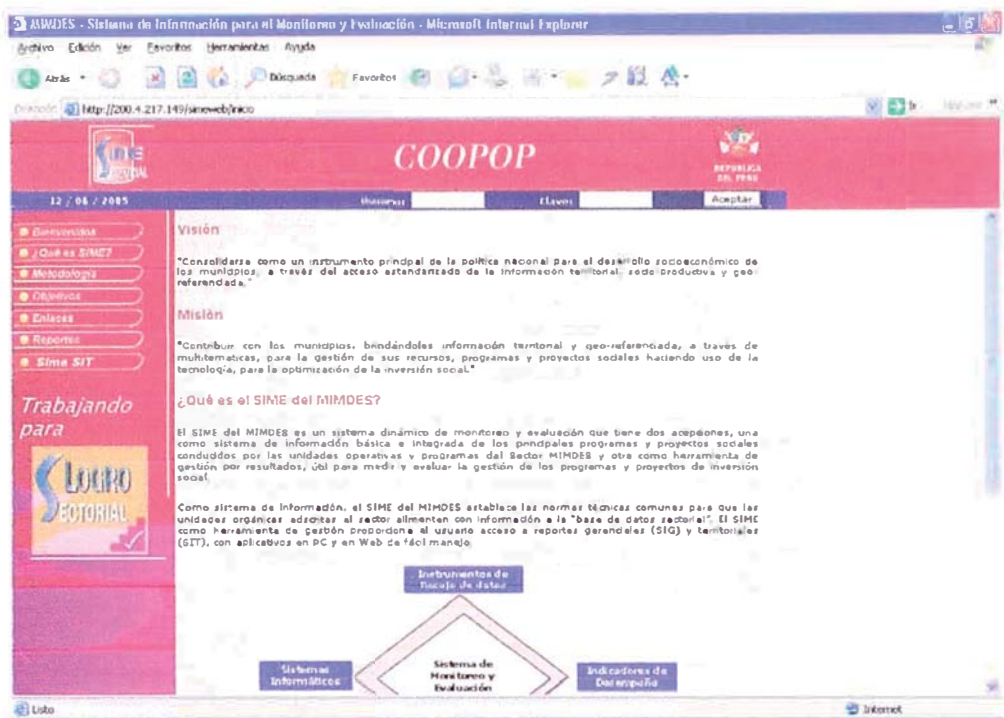 MIMDES - Sistema de Información para el Monitoreo y Evaluación - Microsoft Internet Explorer
Archivo Edición Ver Favoritos Herramientas Ayuda
Atrás Búsqueda Favoritos
Dirección http://200.4.217.149/simeweb/inicio Ir
SIME
SECTORIAL
COOPOP
REPUBLICA
DEL PERU
12 / 06 / 2005 Usuario: Clave: Aceptar
Bienvenidos
¿Qué es SIME?
Metodología
Objetivos
Enlaces
Reportes
Sime SIT
Trabajando
para
LOGRO
SECTORIAL
Visión
"Consolidarse como un instrumento principal de la política nacional para el desarrollo socioeconómico de
los municipios, a través del acceso estandarizado de la información territorial, socio-productiva y geo-
referenciada."
Misión
"Contribuir con los municipios, brindándoles información territorial y geo-referenciada, a través de
multitematicas, para la gestión de sus recursos, programas y proyectos sociales haciendo uso de la
tecnología, para la optimización de la inversión social."
¿Qué es el SIME del MIMDES?
El SIME del MIMDES es un sistema dinámico de monitoreo y evaluación que tiene dos acepciones, una
como sistema de información básica e integrada de los principales programas y proyectos sociales
conducidos por las unidades operativas y programas del Sector MIMDES y otra como herramienta de
gestión por resultados, útil para medir y evaluar la gestión de los programas y proyectos de inversión
social.
Como sistema de información, el SIME del MIMDES establece las normas técnicas comunes para que las
unidades orgánicas adscritas al sector alimenten con información a la "base de datos sectorial". El SIME
como herramienta de gestión proporciona al usuario acceso a reportes gerenciales (SIG) y territoriales
(SIT), con aplicativos en PC y en Web de fácil manejo.
Instrumentos de
Recojo de datos
Sistemas
Informáticos
Sistema de
Monitoreo y
Evaluación
Indicadores de
Desempeño
Listo Internet